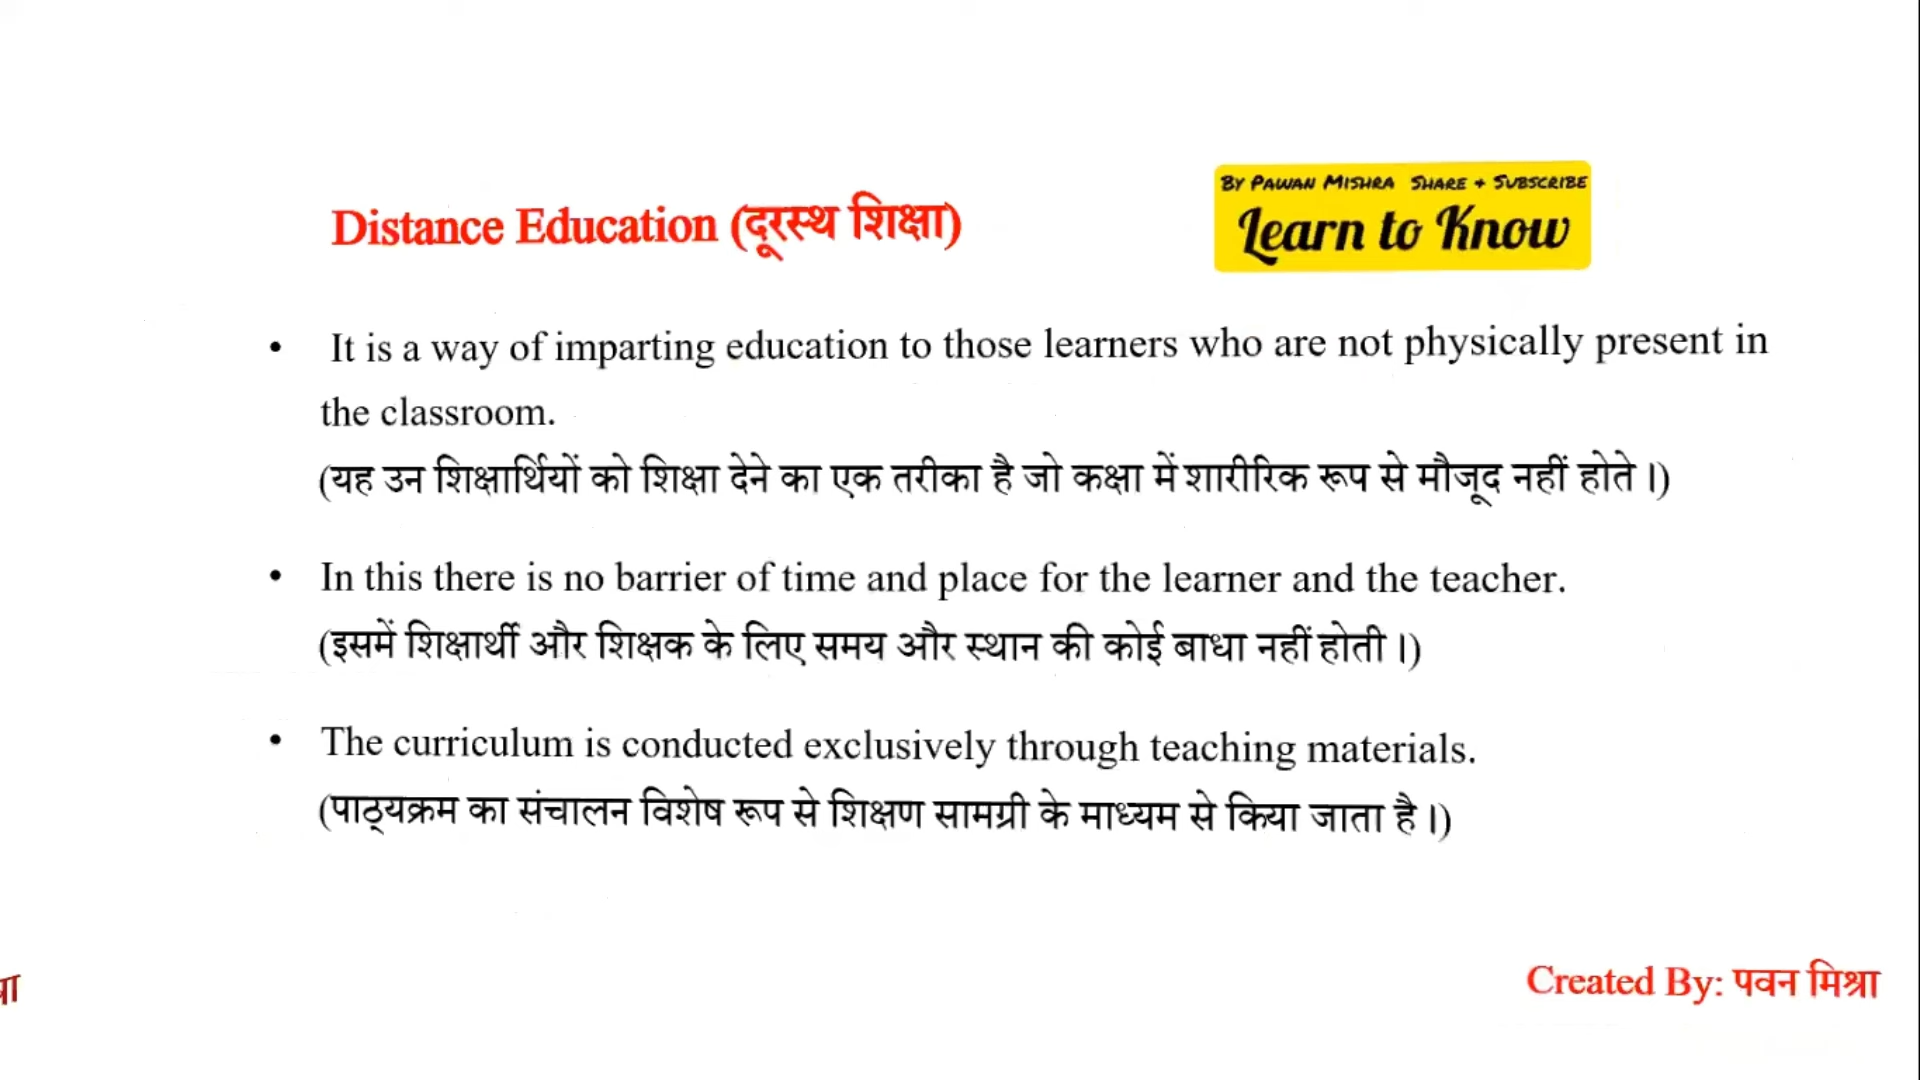 By Pawan Mishra Share + Subscribe
Learn to Know
Distance Education (दूरस्थ शिक्षा)
• It is a way of imparting education to those learners who are not physically present in
the classroom.
(यह उन शिक्षार्थियों को शिक्षा देने का एक तरीका है जो कक्षा में शारीरिक रूप से मौजूद नहीं होते।)
• In this there is no barrier of time and place for the learner and the teacher.
(इसमें शिक्षार्थी और शिक्षक के लिए समय और स्थान की कोई बाधा नहीं होती।)
• The curriculum is conducted exclusively through teaching materials.
(पाठ्यक्रम का संचालन विशेष रूप से शिक्षण सामग्री के माध्यम से किया जाता है।)
Created By: पवन मिश्रा